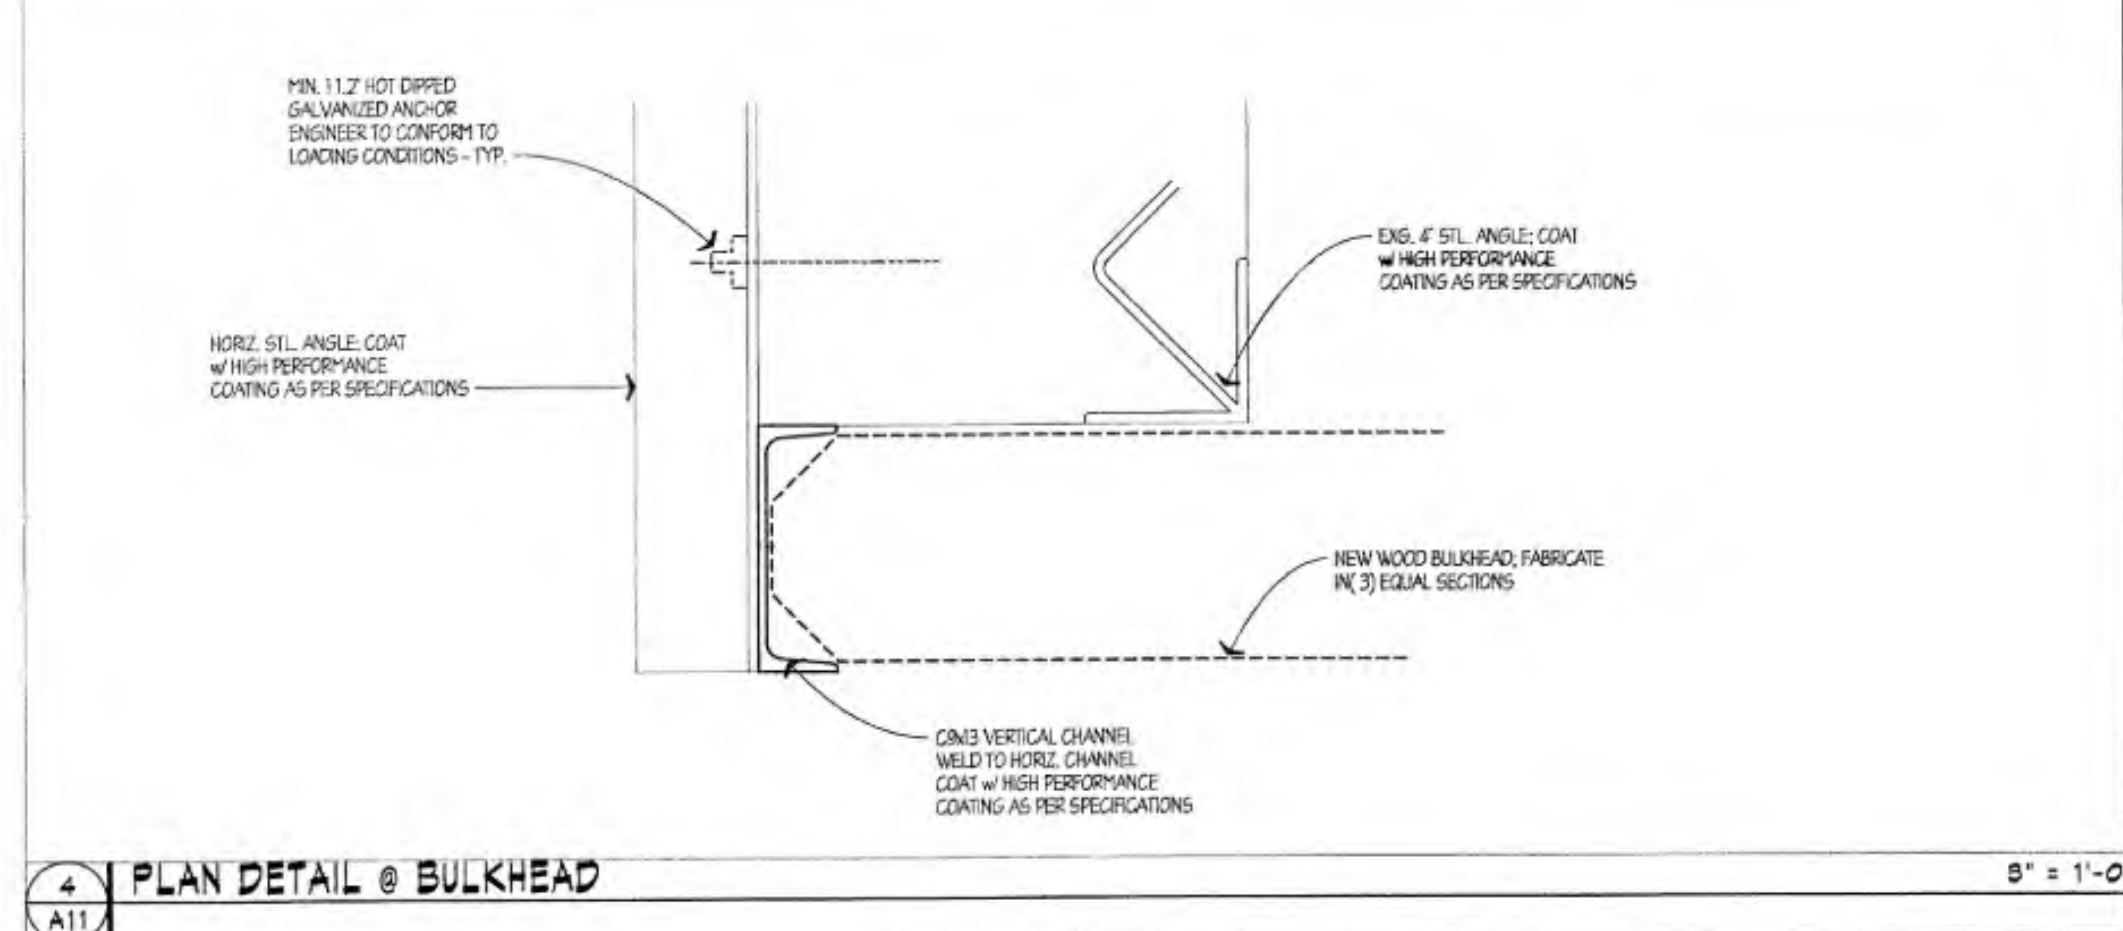 MIN. 1 1.2" HOT DIPPED
GALVANIZED ANCHOR
ENGINEER TO CONFORM TO
LOADING CONDITIONS - TYP.
EXG. 4" STL. ANGLE; COAT
w/ HIGH PERFORMANCE
COATING AS PER SPECIFICATIONS
HORIZ. STL. ANGLE; COAT
w/ HIGH PERFORMANCE
COATING AS PER SPECIFICATIONS
NEW WOOD BULKHEAD; FABRICATE
IN( 3) EQUAL SECTIONS
C9x13 VERTICAL CHANNEL
WELD TO HORIZ. CHANNEL
COAT w/ HIGH PERFORMANCE
COATING AS PER SPECIFICATIONS
4
A11
PLAN DETAIL @ BULKHEAD
= 1'-0